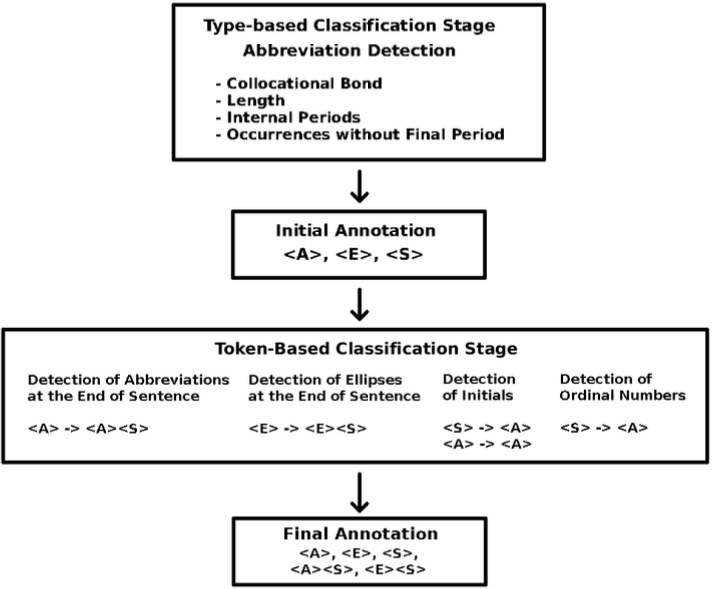 Type-based Classification Stage
Abbreviation Detection
- Collocational Bond
- Length
- Internal Periods
- Occurrences without Final Period
Initial Annotation
<A>, <E>, <S>
Token-Based Classification Stage
Detection of Abbreviations
at the End of Sentence
<A> -> <A><S>
Detection of Ellipses
at the End of Sentence
<E> -> <E><S>
Detection
of Initials
<S> -> <A>
<A> -> <A>
Detection of
Ordinal Numbers
<S> -> <A>
Final Annotation
<A>, <E>, <S>,
<A><S>, <E><S>